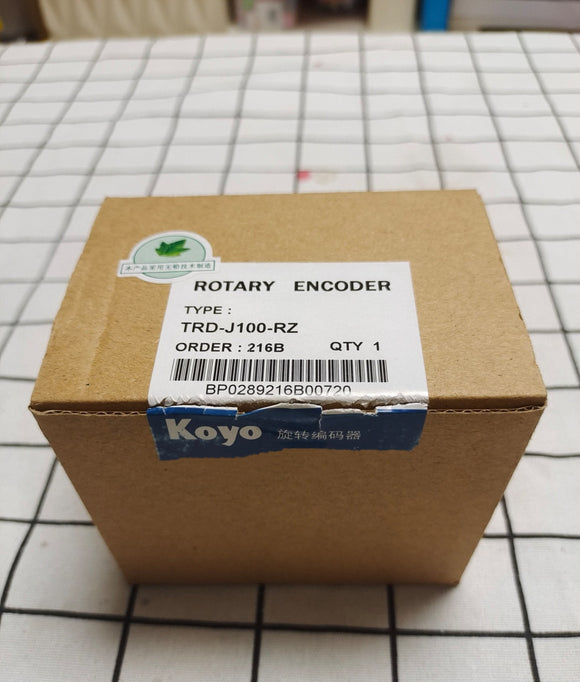 本产品采用无铅技术制造
ROTARY ENCODER
TYPE :
TRD-J100-RZ
ORDER : 216B QTY 1
BP0289216B00720
Koyo 旋转编码器